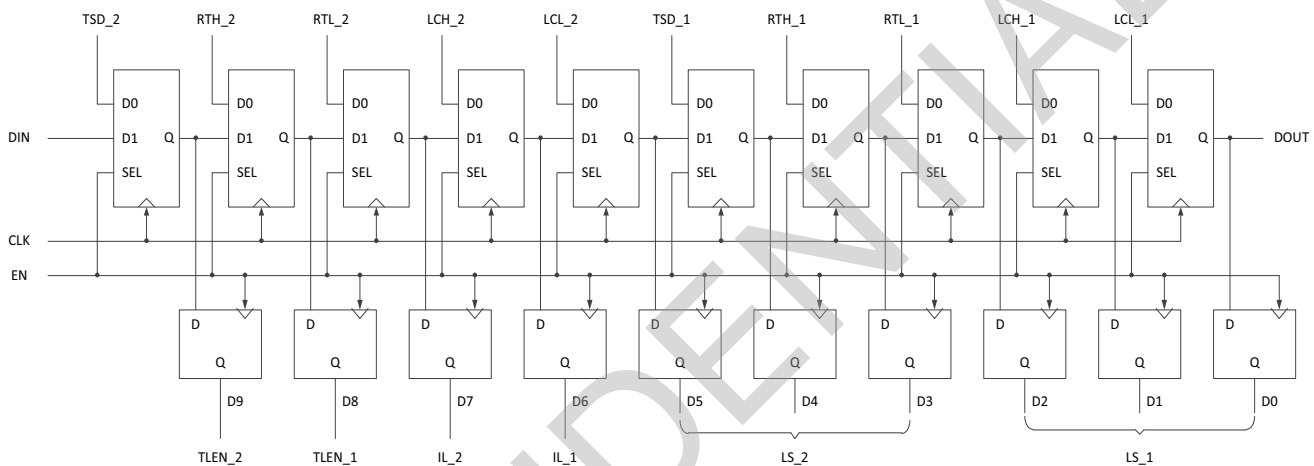 TSD_2 RTH_2 RTL_2 LCH_2 LCL_2 TSD_1 RTH_1 RTL_1 LCH_1 LCL_1
D0 D0 D0 D0 D0 D0 D0 D0 D0 D0
DIN D1 Q D1 Q D1 Q D1 Q D1 Q D1 Q D1 Q D1 Q D1 Q D1 Q DOUT
SEL SEL SEL SEL SEL SEL SEL SEL SEL SEL
CLK
EN
D D D D D D D D D D
Q Q Q Q Q Q Q Q Q Q
D9 D8 D7 D6 D5 D4 D3 D2 D1 D0
TLEN_2 TLEN_1 IL_2 IL_1 LS_2 LS_1